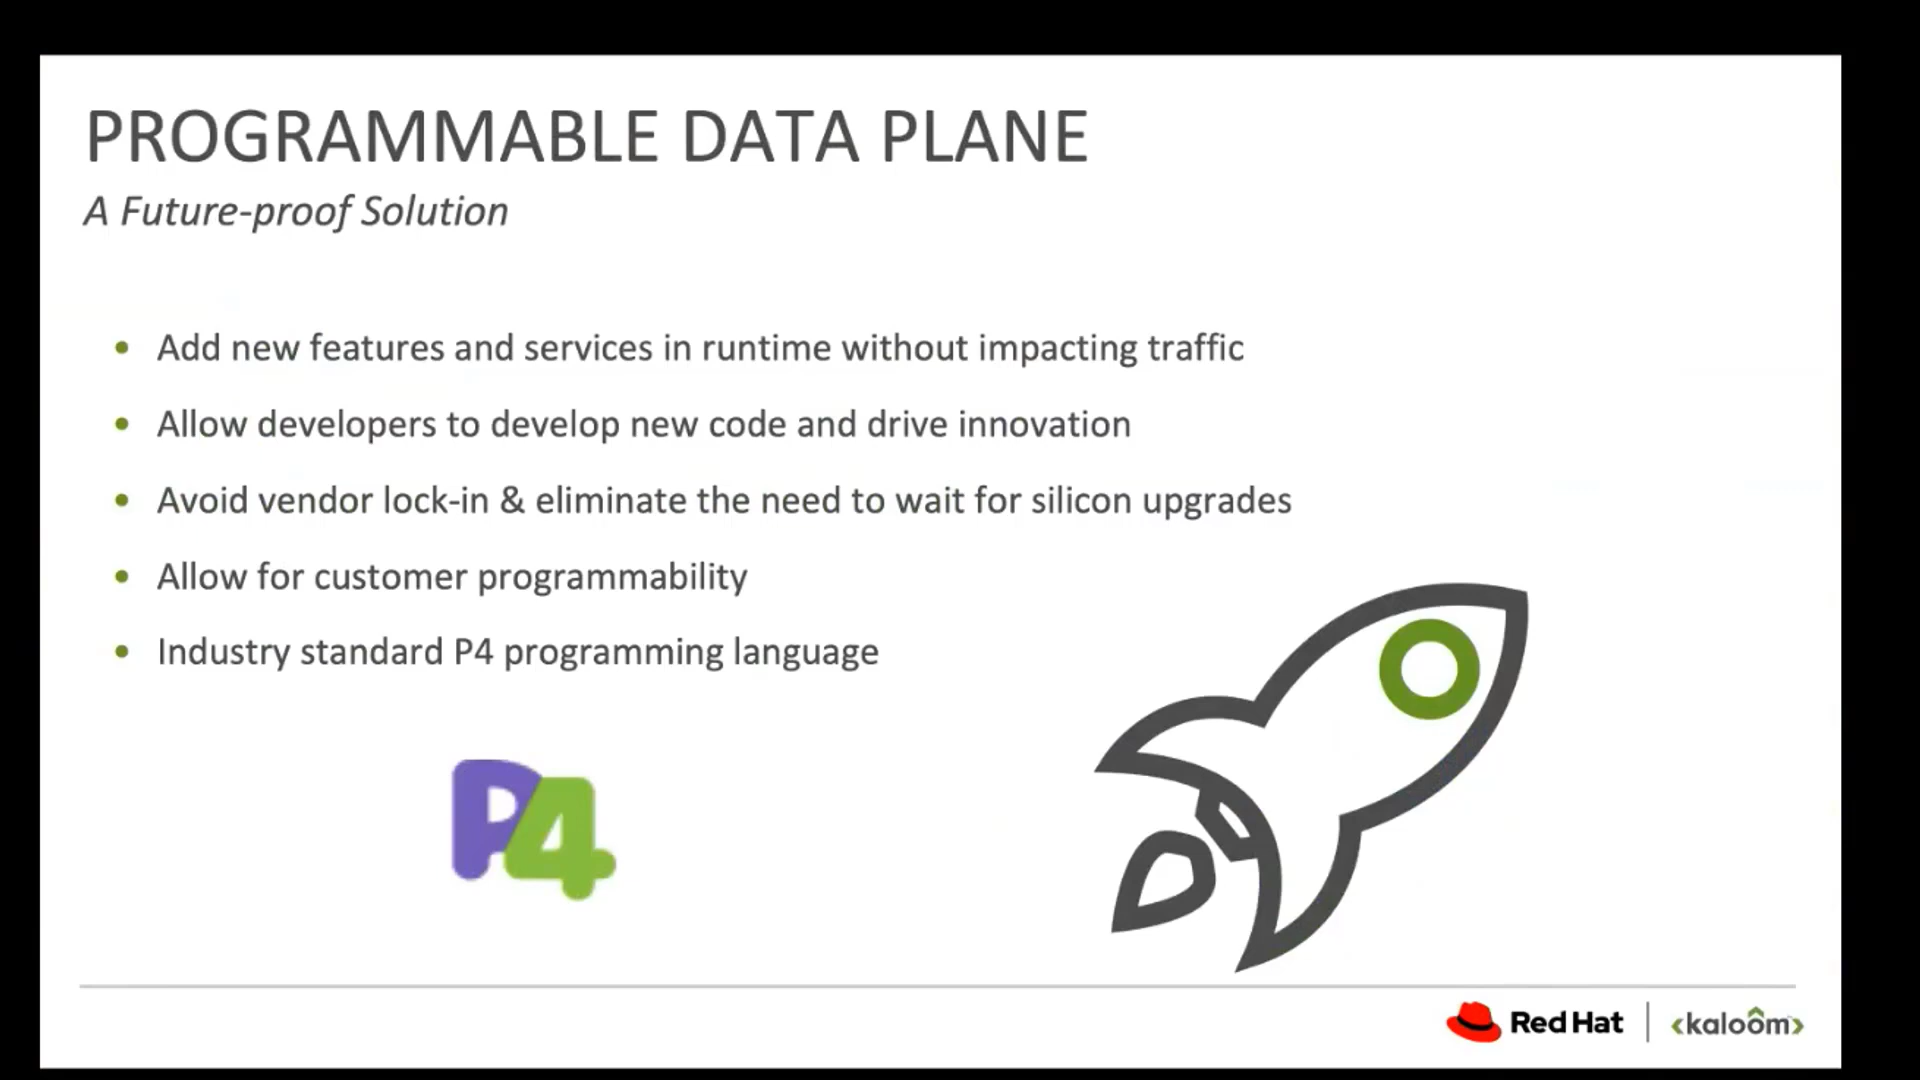 PROGRAMMABLE DATA PLANE
A Future-proof Solution
• Add new features and services in runtime without impacting traffic
• Allow developers to develop new code and drive innovation
• Avoid vendor lock-in & eliminate the need to wait for silicon upgrades
• Allow for customer programmability
• Industry standard P4 programming language
P4
Red Hat | <kaloom>